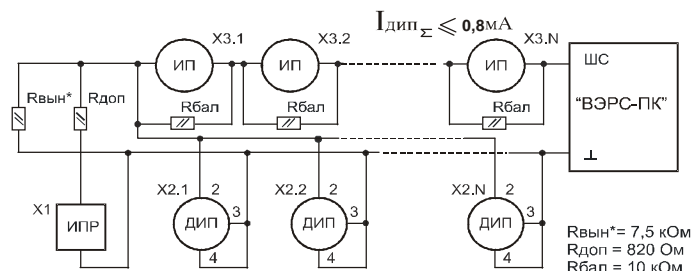 I дип Σ ⩽ 0,8мА
X3.1
X3.2
X3.N
ИП
ИП
ИП
ШС
Rвын*
Rдоп
Rбал
Rбал
Rбал
"ВЭРС-ПК"
⊥
X2.1
2
X2.2
2
X2.N
2
X1
ИПР
ДИП
3
ДИП
3
ДИП
3
4
4
4
Rвын*= 7,5 кОм
Rдоп = 820 Ом
Rбал = 10 кОм